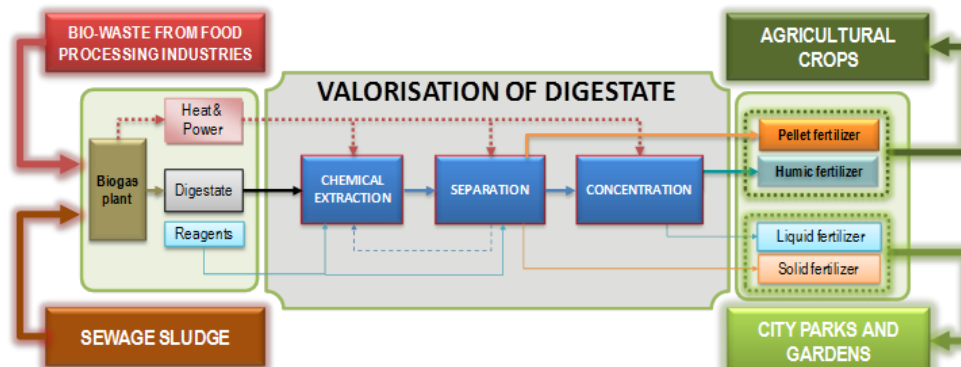 BIO-WASTE FROM FOOD
PROCESSING INDUSTRIES
AGRICULTURAL
CROPS
VALORISATION OF DIGESTATE
Heat &
Power
Pellet fertilizer
Biogas
plant
Digestate
CHEMICAL
EXTRACTION
SEPARATION
CONCENTRATION
Humic fertilizer
Reagents
Liquid fertilizer
Solid fertilizer
SEWAGE SLUDGE
CITY PARKS AND
GARDENS